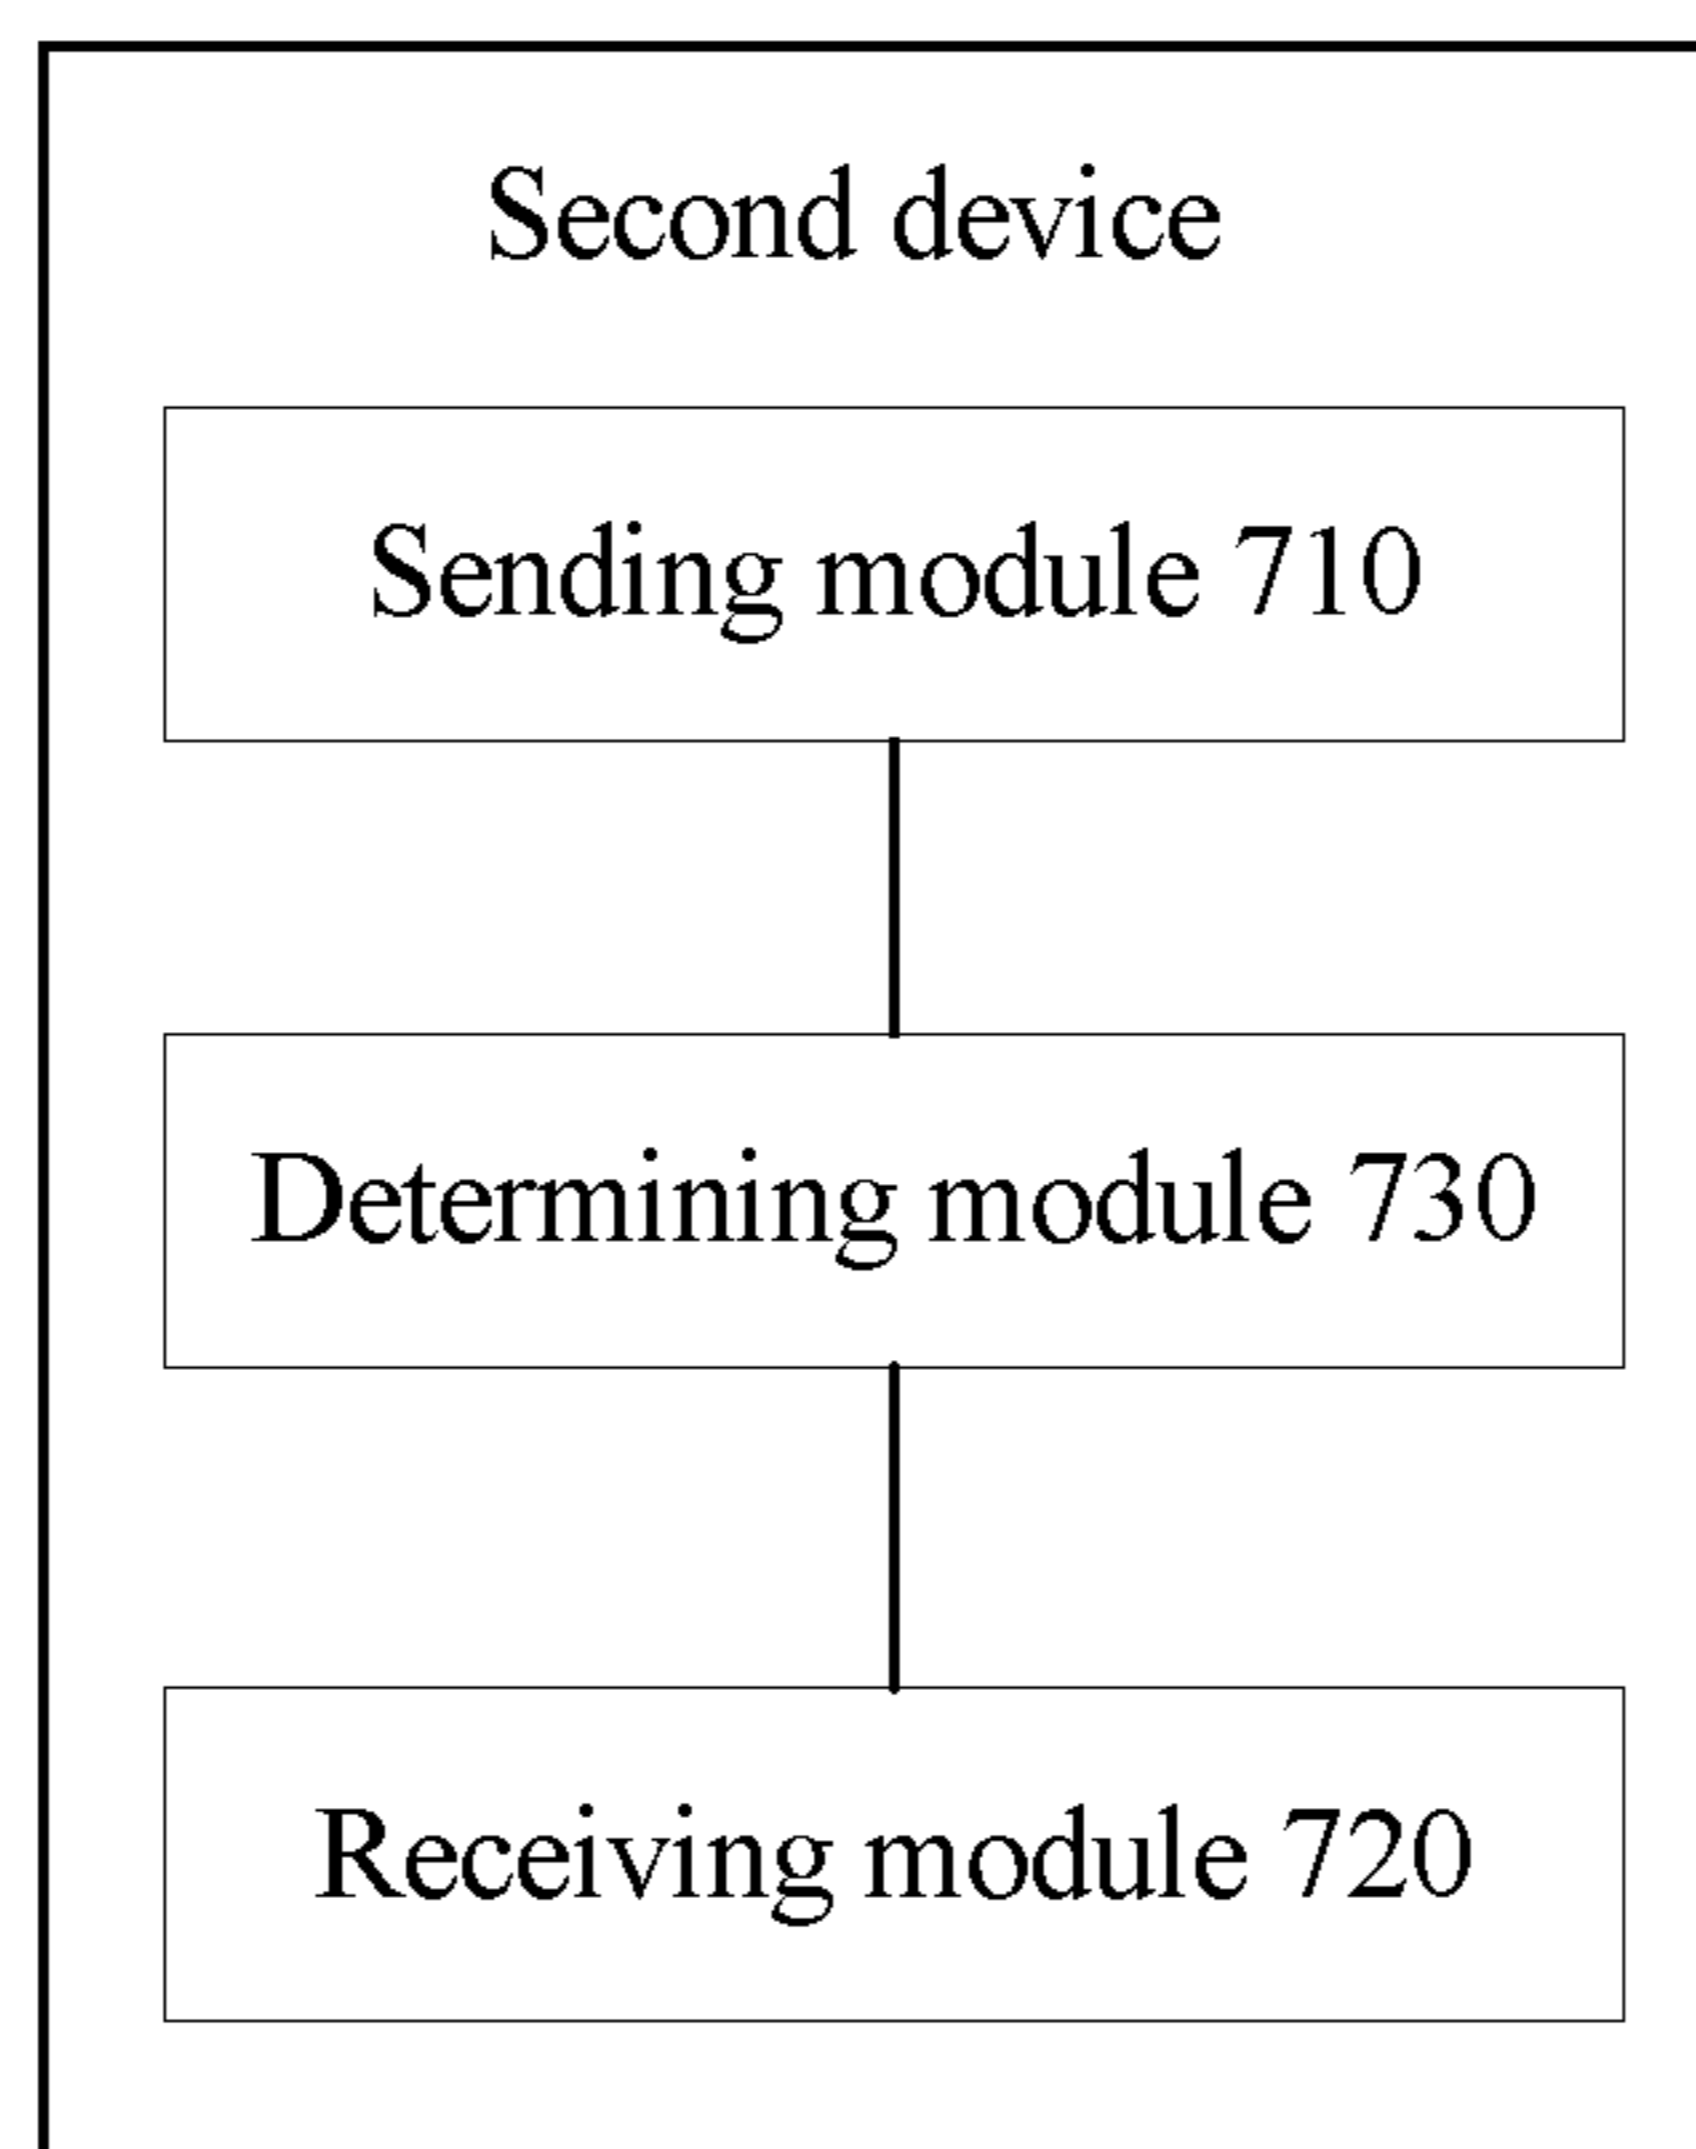 Second device
Sending module 710
Determining module 730
Receiving module 720